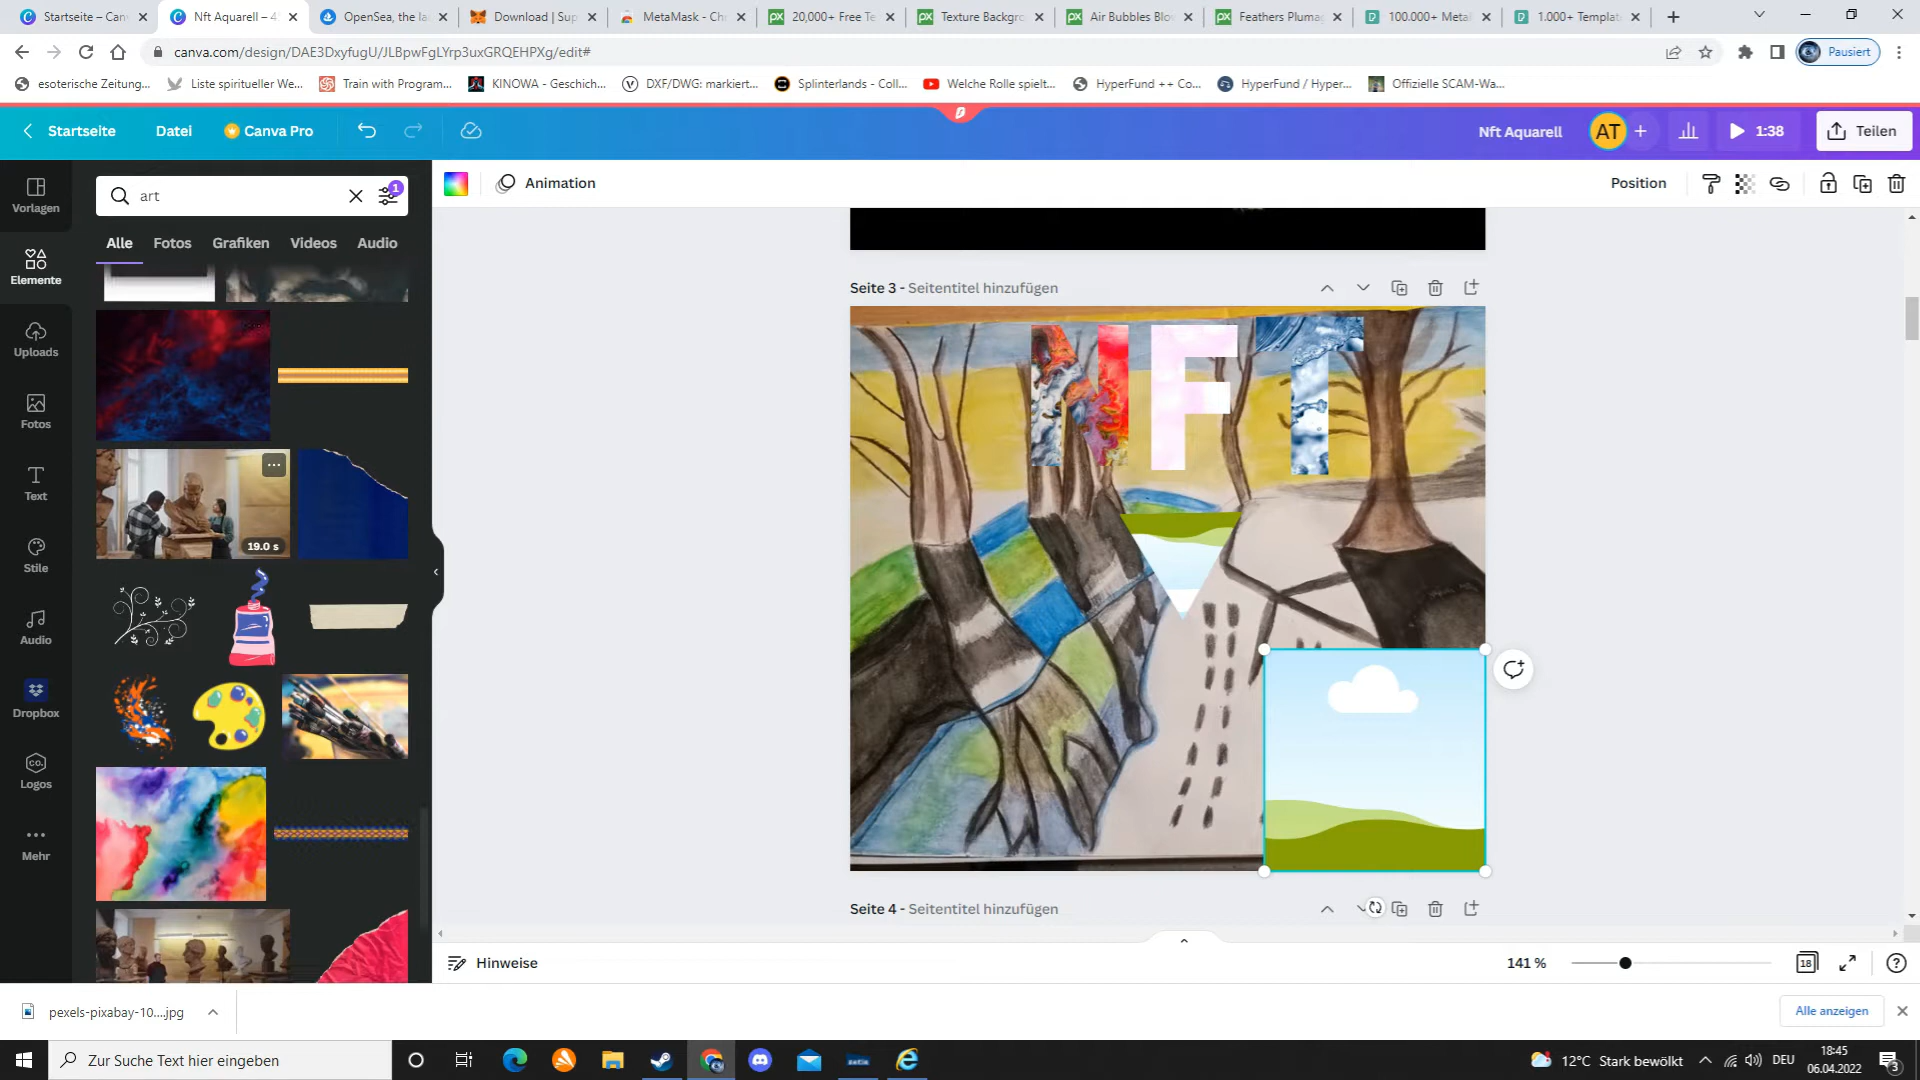 Startseite – Can
Nft Aquarell – 4
OpenSea, the la
Download | Sup
MetaMask - Ch
20,000+ Free Te
Texture Backgro
Air Bubbles Blo
Feathers Pluma
100.000+ Metal
1.000+ Templat
canva.com/design/DAE3DxyfugU/JLBpwFgLYrp3uxGRQEHPXg/edit#
Pausiert
esoterische Zeitung...
Liste spiritueller We...
Train with Program...
KINOWA - Geschich...
DXF/DWG: markiert...
Splinterlands - Coll...
Welche Rolle spielt...
HyperFund ++ Co...
HyperFund / Hyper...
Offizielle SCAM-Wa...
Startseite
Datei
Canva Pro
Nft Aquarell
AT
1:38
Teilen
art
1
Animation
Position
Vorlagen
Elemente
Uploads
Fotos
Text
Stile
Audio
Dropbox
Logos
Mehr
Alle
Fotos
Grafiken
Videos
Audio
19.0 s
Seite 3 - Seitentitel hinzufügen
NFT
Seite 4 - Seitentitel hinzufügen
Hinweise
141 %
18
pexels-pixabay-10....jpg
Alle anzeigen
Zur Suche Text hier eingeben
12°C Stark bewölkt
DEU
18:45
06.04.2022
3